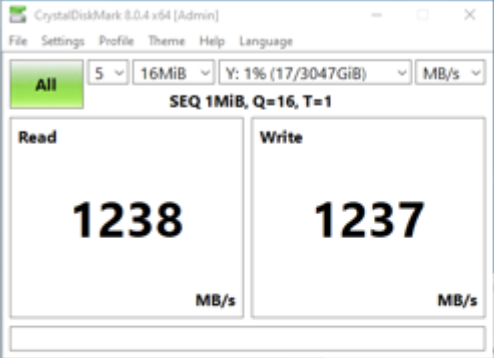 CrystalDiskMark 8.0.4 x64 [Admin]
File Settings Profile Theme Help Language
All
5 16MiB Y: 1% (17/3047GiB) MB/s
SEQ 1MiB, Q=16, T=1
Read Write
1238 1237
MB/s MB/s